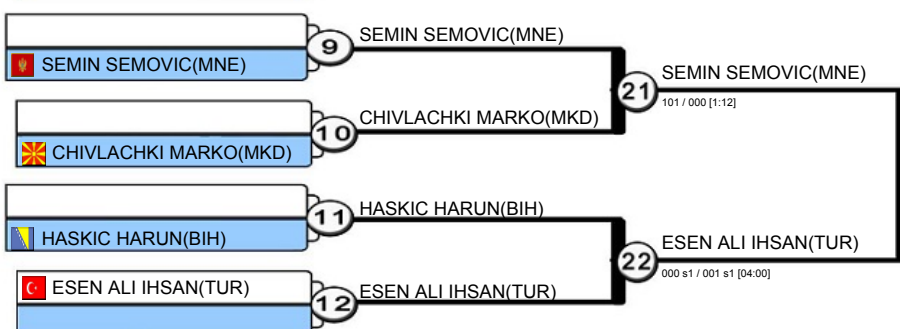 SEMIN SEMOVIC(MNE)
9
SEMIN SEMOVIC(MNE)
SEMIN SEMOVIC(MNE)
21
101 / 000 [1:12]
CHIVLACHKI MARKO(MKD)
10
CHIVLACHKI MARKO(MKD)
HASKIC HARUN(BIH)
11
HASKIC HARUN(BIH)
ESEN ALI IHSAN(TUR)
22
000 s1 / 001 s1 [04:00]
ESEN ALI IHSAN(TUR)
12
ESEN ALI IHSAN(TUR)